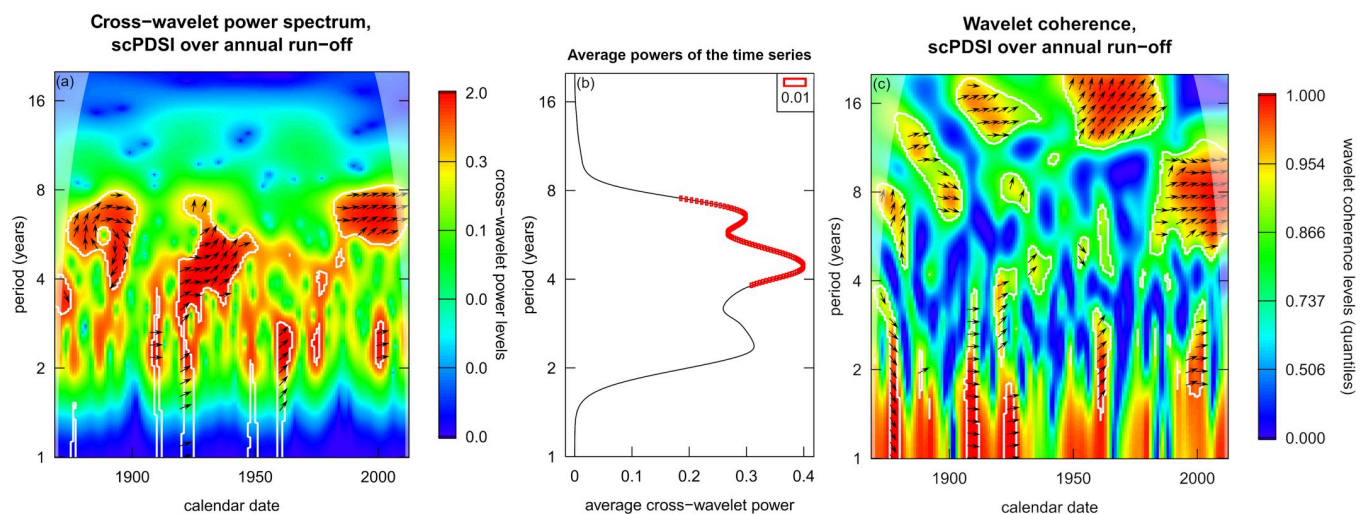 Cross−wavelet power spectrum,
scPDSI over annual run−off
(a)
16
8
4
2
1
period (years)
1900
1950
2000
calendar date
2.0
0.3
0.1
0.0
0.0
0.0
cross−wavelet power levels
Average powers of the time series
(b)
0.01
16
8
4
2
1
period (years)
0
0.1
0.2
0.3
0.4
average cross−wavelet power
Wavelet coherence,
scPDSI over annual run−off
(c)
16
8
4
2
1
period (years)
1900
1950
2000
calendar date
1.000
0.954
0.866
0.737
0.506
0.000
wavelet coherence levels (quantiles)